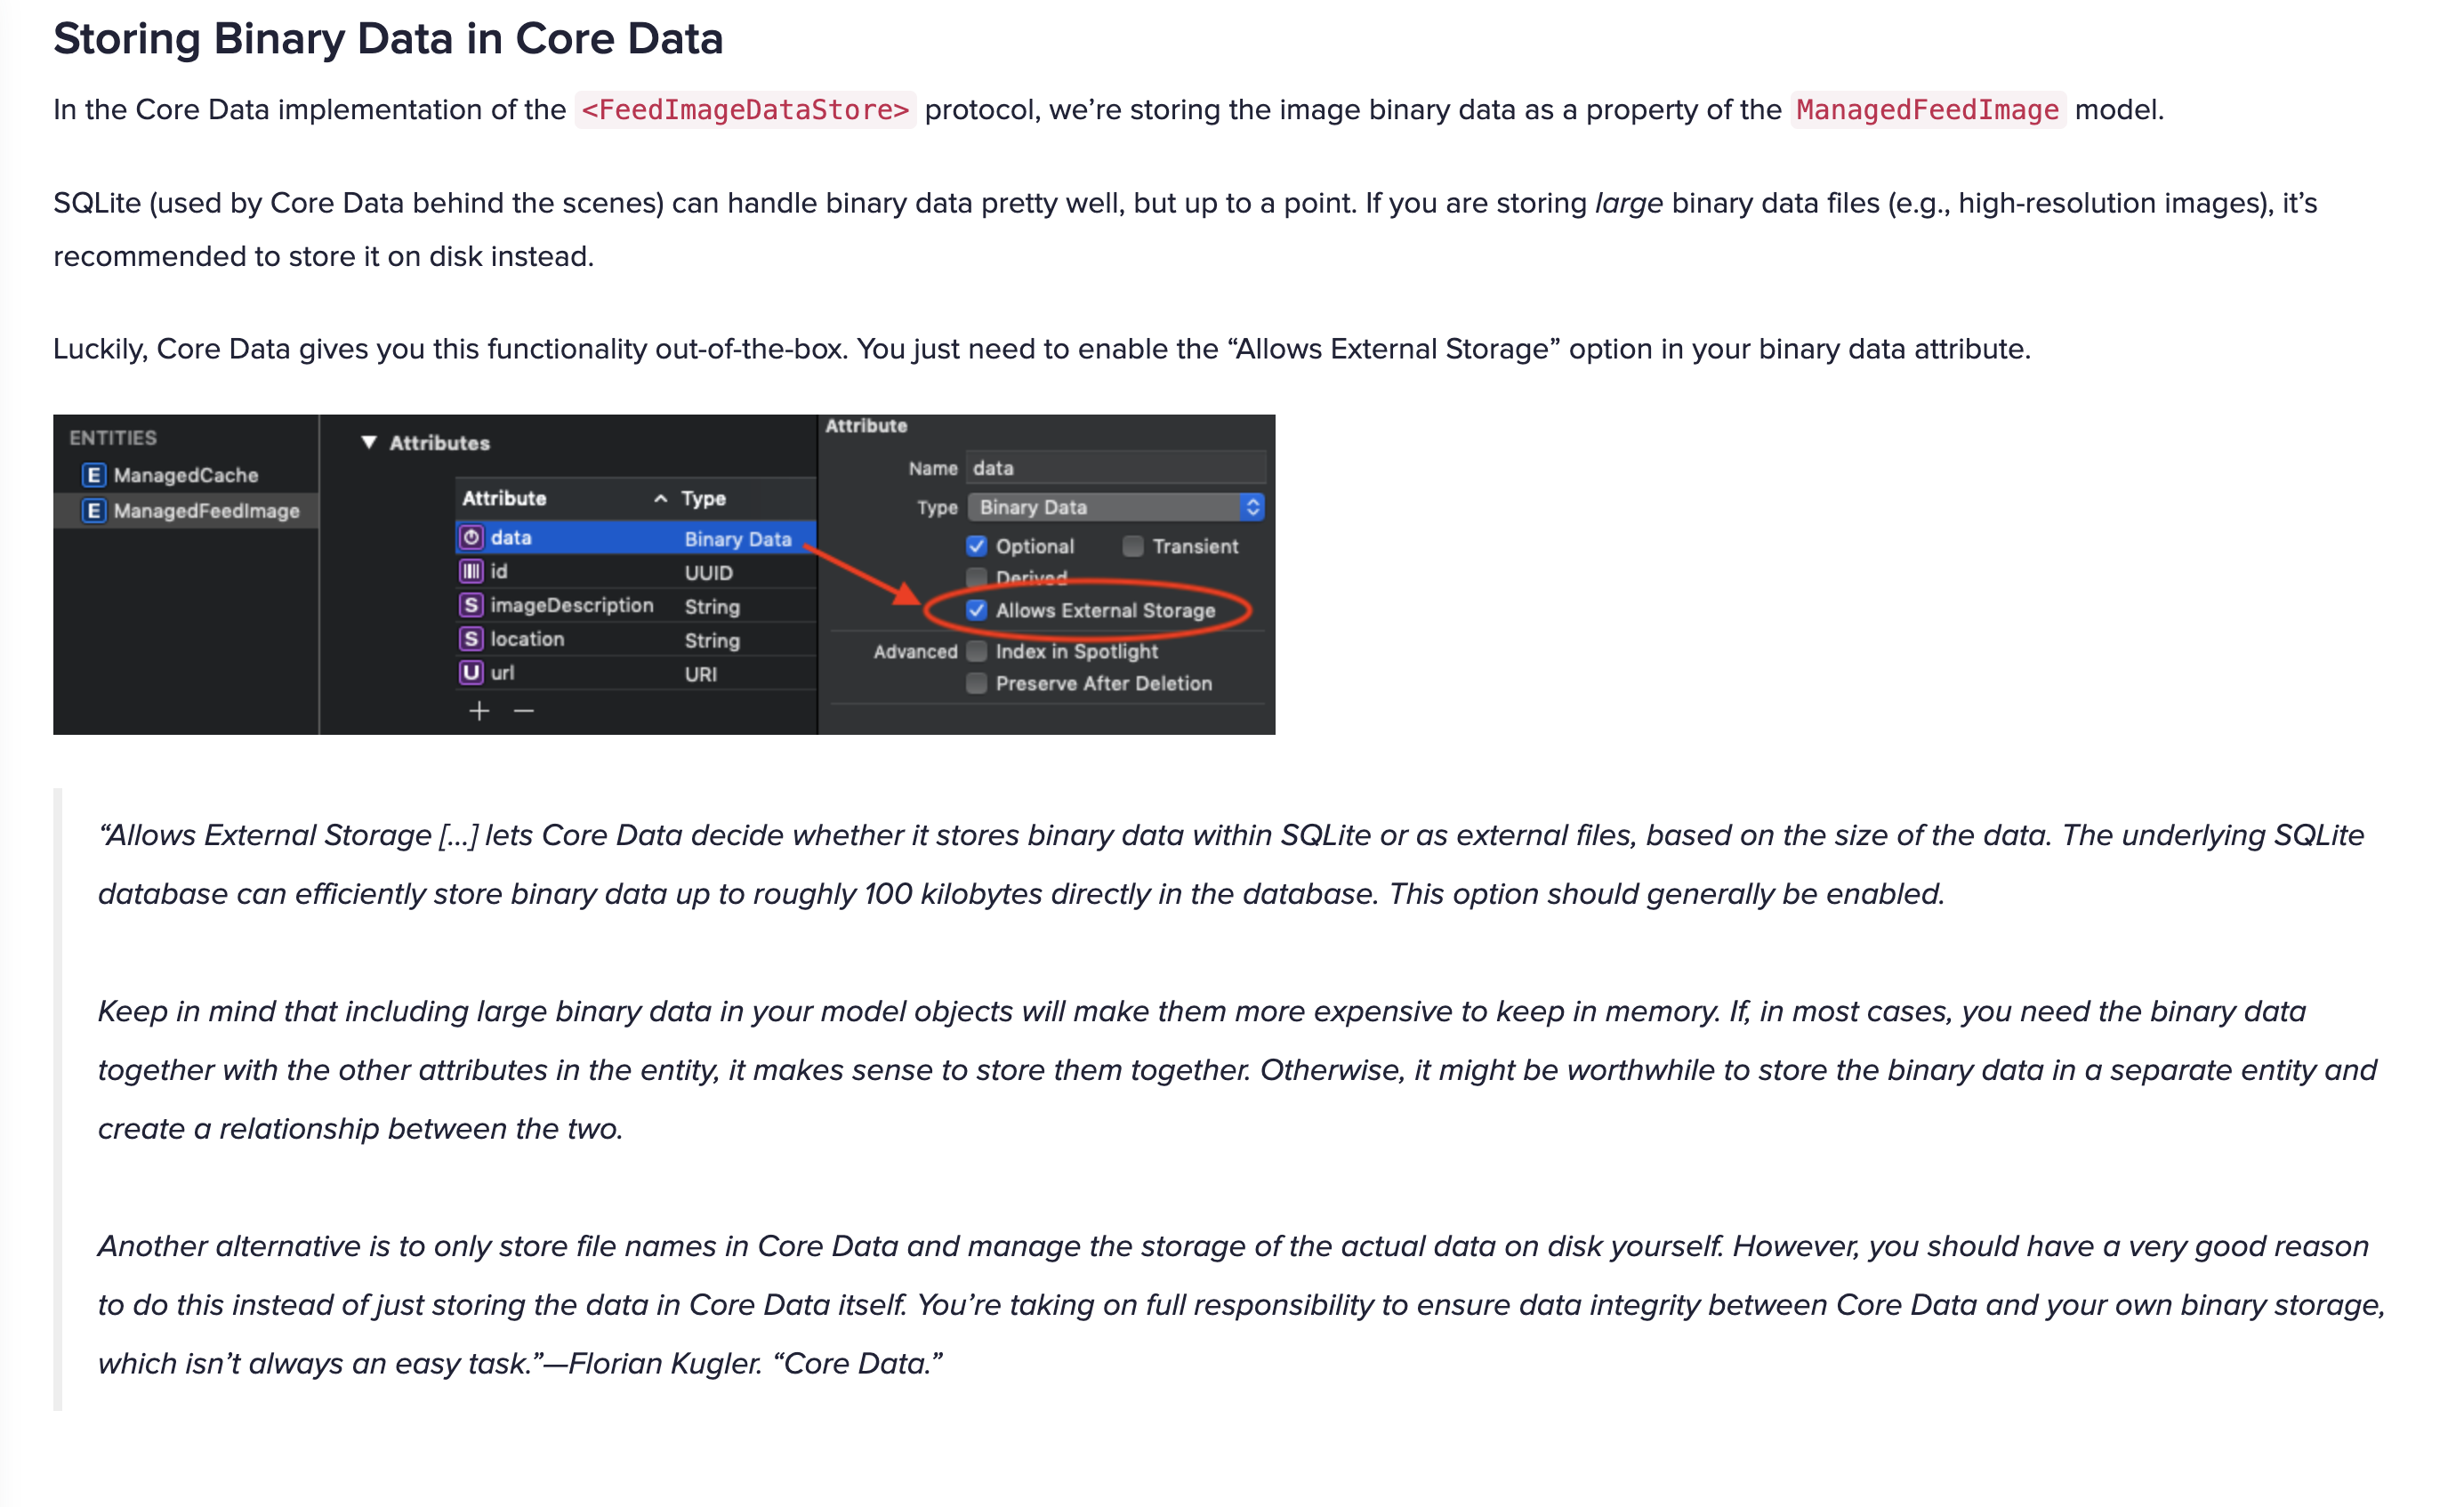 Storing Binary Data in Core Data
In the Core Data implementation of the <FeedImageDataStore> protocol, we’re storing the image binary data as a property of the ManagedFeedImage model.
SQLite (used by Core Data behind the scenes) can handle binary data pretty well, but up to a point. If you are storing large binary data files (e.g., high-resolution images), it’s
recommended to store it on disk instead.
Luckily, Core Data gives you this functionality out-of-the-box. You just need to enable the “Allows External Storage” option in your binary data attribute.
ENTITIES
E ManagedCache
E ManagedFeedImage
Attributes
Attribute Type
data Binary Data
id UUID
S imageDescription String
S location String
U url URI
+ −
Attribute
Name data
Type Binary Data
Optional Transient
Derived
Allows External Storage
Advanced Index in Spotlight
Preserve After Deletion
“Allows External Storage [...] lets Core Data decide whether it stores binary data within SQLite or as external files, based on the size of the data. The underlying SQLite
database can efficiently store binary data up to roughly 100 kilobytes directly in the database. This option should generally be enabled.
Keep in mind that including large binary data in your model objects will make them more expensive to keep in memory. If, in most cases, you need the binary data
together with the other attributes in the entity, it makes sense to store them together. Otherwise, it might be worthwhile to store the binary data in a separate entity and
create a relationship between the two.
Another alternative is to only store file names in Core Data and manage the storage of the actual data on disk yourself. However, you should have a very good reason
to do this instead of just storing the data in Core Data itself. You’re taking on full responsibility to ensure data integrity between Core Data and your own binary storage,
which isn’t always an easy task.”—Florian Kugler. “Core Data.”